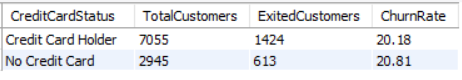 CreditCardStatus TotalCustomers ExitedCustomers ChurnRate
Credit Card Holder 7055 1424 20.18
No Credit Card 2945 613 20.81